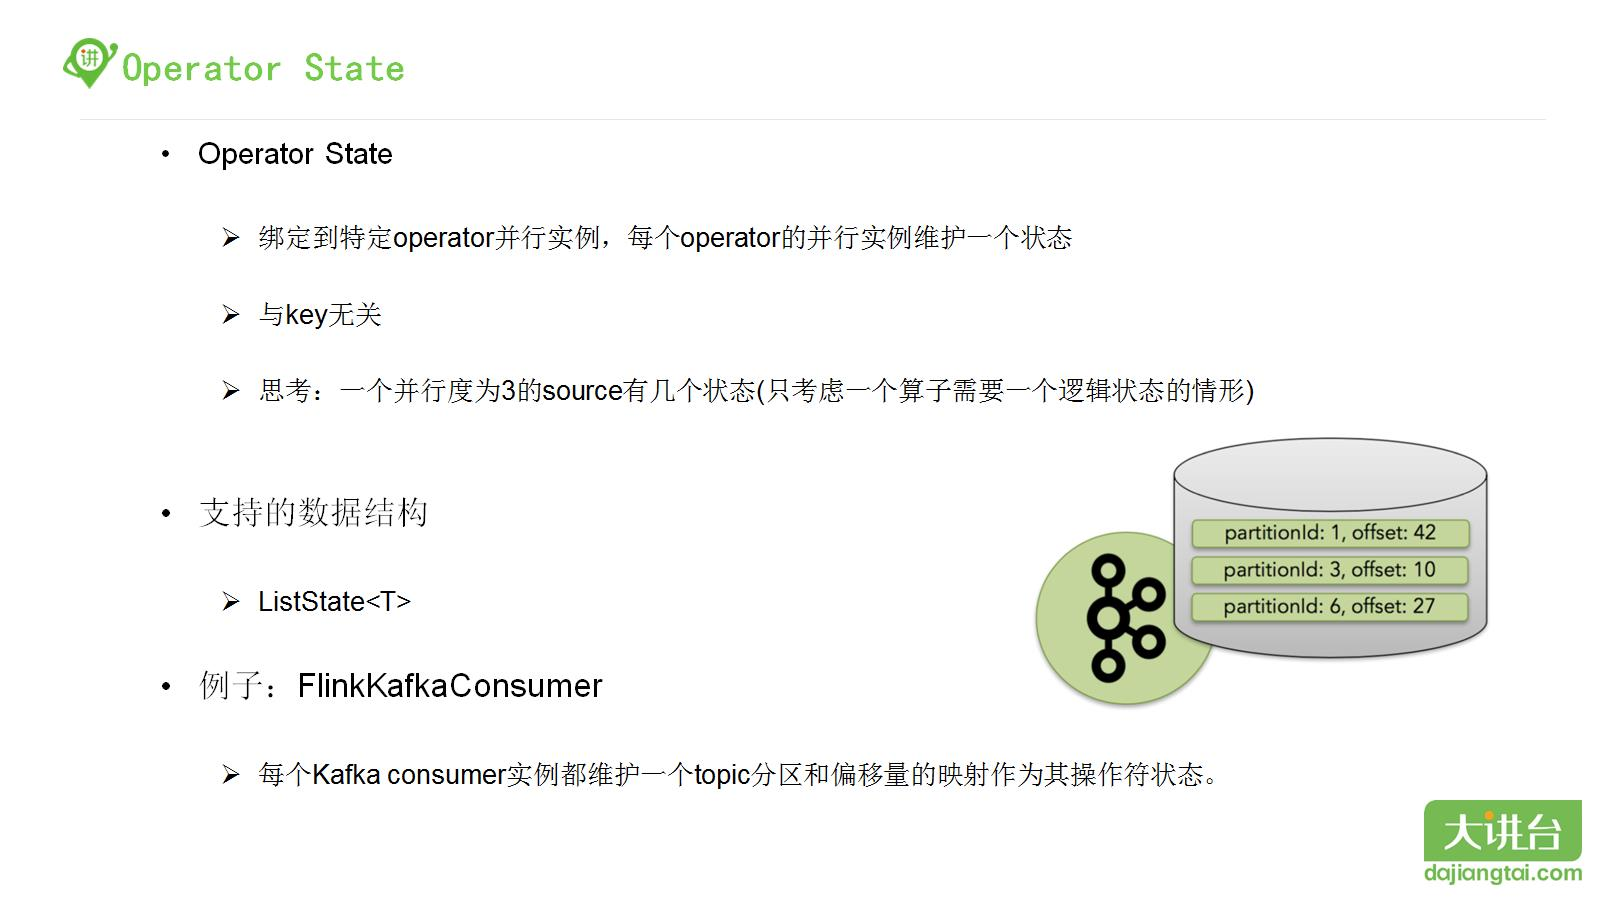 讲
Operator State
• Operator State
➢ 绑定到特定operator并行实例，每个operator的并行实例维护一个状态
➢ 与key无关
➢ 思考：一个并行度为3的source有几个状态(只考虑一个算子需要一个逻辑状态的情形)
• 支持的数据结构
➢ ListState<T>
• 例子：FlinkKafkaConsumer
➢ 每个Kafka consumer实例都维护一个topic分区和偏移量的映射作为其操作符状态。
partitionId: 1, offset: 42
partitionId: 3, offset: 10
partitionId: 6, offset: 27
大讲台
dajiangtai.com